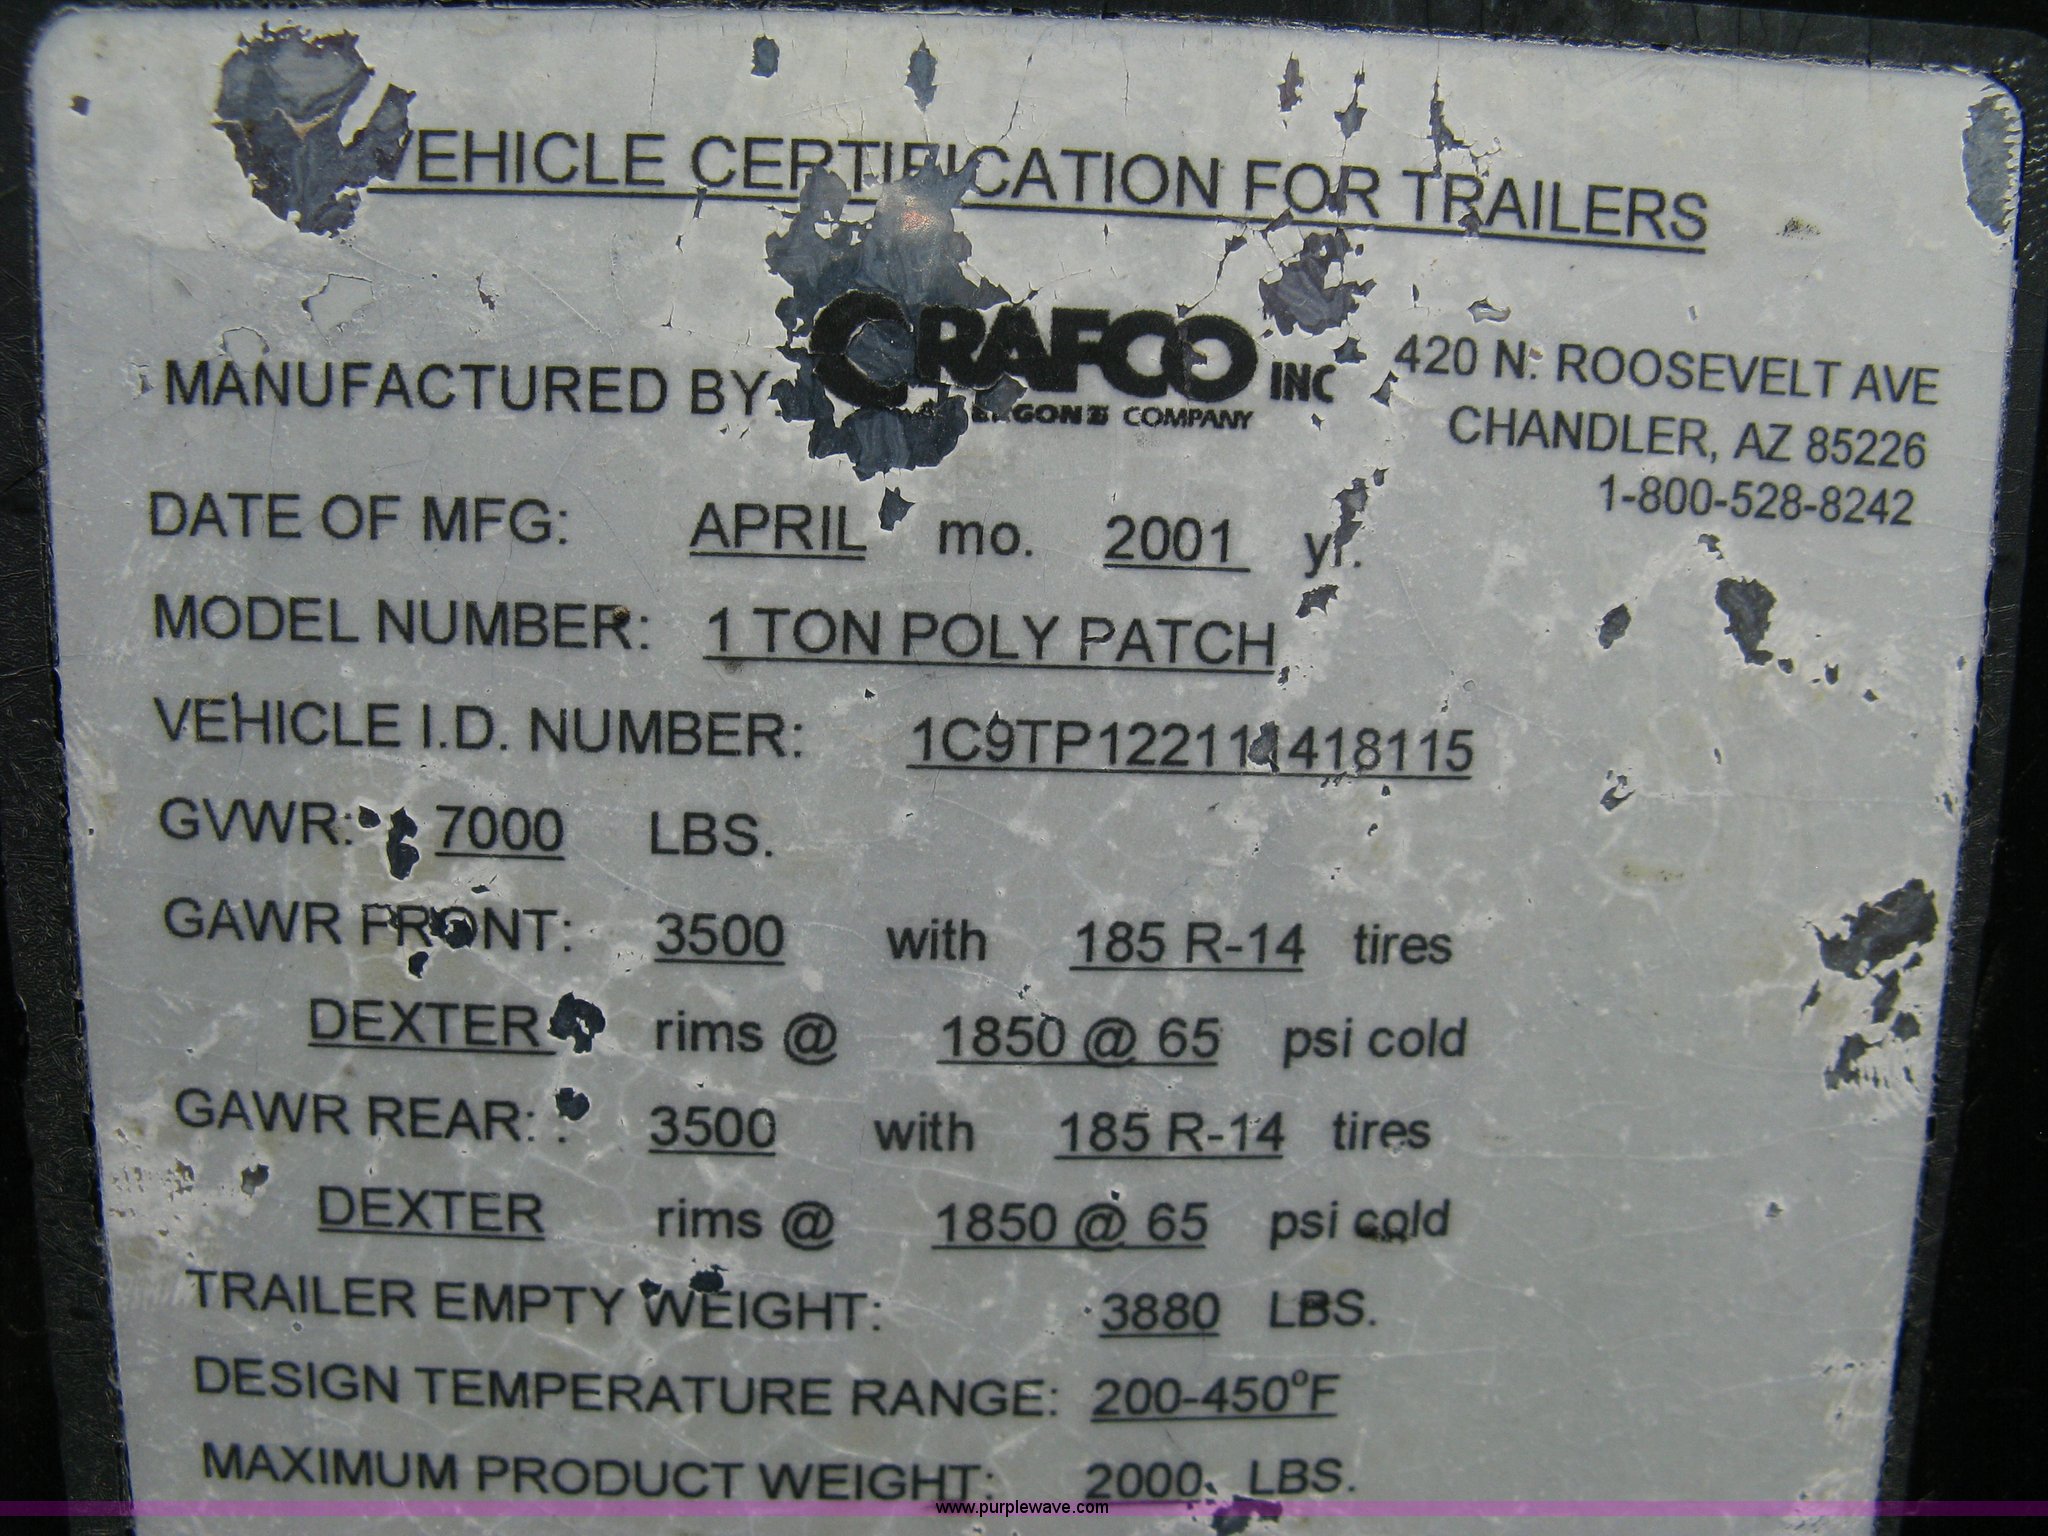 VEHICLE CERTIFICATION FOR TRAILERS
MANUFACTURED BY CRAFCO INC
COMPANY
420 N. ROOSEVELT AVE
CHANDLER, AZ 85226
1-800-528-8242
DATE OF MFG: APRIL mo. 2001 yr.
MODEL NUMBER: 1 TON POLY PATCH
VEHICLE I.D. NUMBER: 1C9TP122111418115
GVWR: 7000 LBS.
GAWR FRONT: 3500 with 185 R-14 tires
DEXTER rims @ 1850 @ 65 psi cold
GAWR REAR: 3500 with 185 R-14 tires
DEXTER rims @ 1850 @ 65 psi cold
TRAILER EMPTY WEIGHT: 3880 LBS.
DESIGN TEMPERATURE RANGE: 200-450°F
MAXIMUM PRODUCT WEIGHT: 2000 LBS.
www.purplewave.com